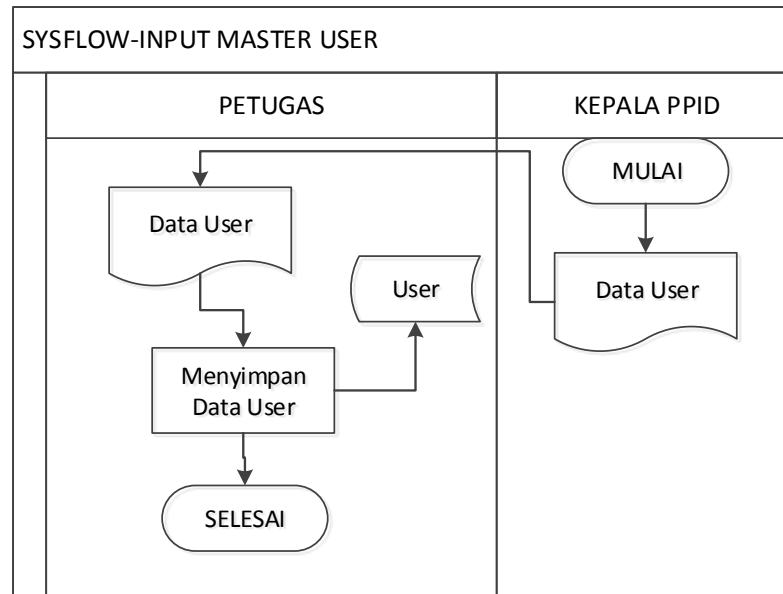 SYSFLOW-INPUT MASTER USER
PETUGAS
KEPALA PPID
MULAI
Data User
Data User
User
Menyimpan
Data User
SELESAI